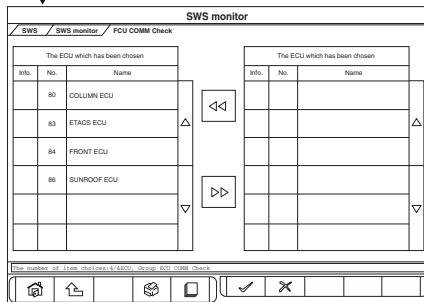 SWS monitor
SWS / SWS monitor / FCU COMM Check
The ECU which has been chosen
The ECU which has been chosen
Info. No. Name
Info. No. Name
80 COLUMN ECU
83 ETACS ECU
84 FRONT ECU
86 SUNROOF ECU
The number of item choices:4/4ECU, Group ECU COMM Check